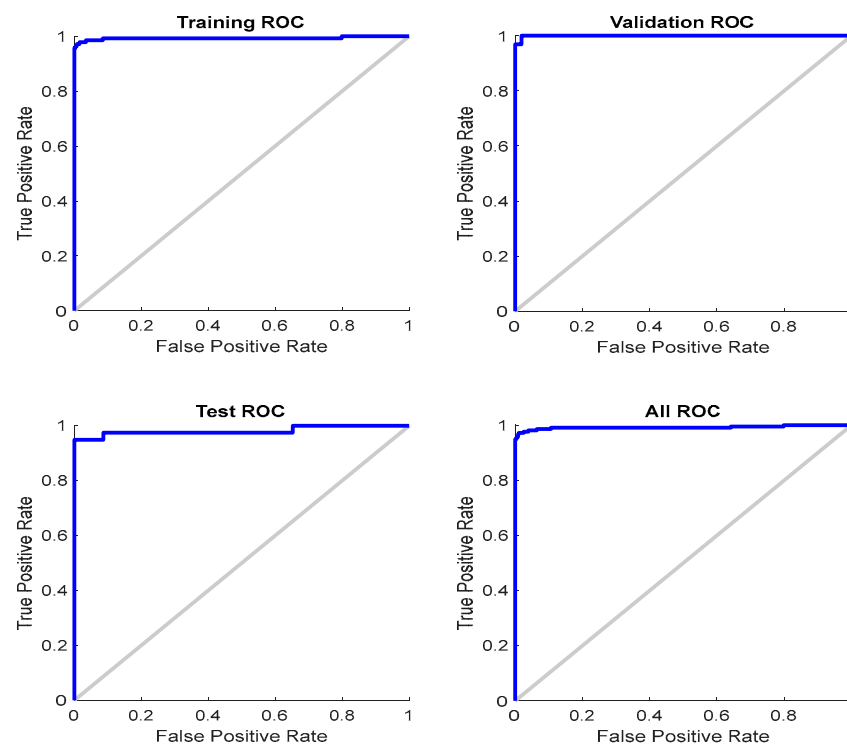 Training ROC
1
0.8
0.6
0.4
0.2
0
True Positive Rate
0 0.2 0.4 0.6 0.8 1
False Positive Rate
Validation ROC
1
0.8
0.6
0.4
0.2
0
True Positive Rate
0 0.2 0.4 0.6 0.8
False Positive Rate
Test ROC
1
0.8
0.6
0.4
0.2
0
True Positive Rate
0 0.2 0.4 0.6 0.8 1
False Positive Rate
All ROC
1
0.8
0.6
0.4
0.2
0
True Positive Rate
0 0.2 0.4 0.6 0.8
False Positive Rate